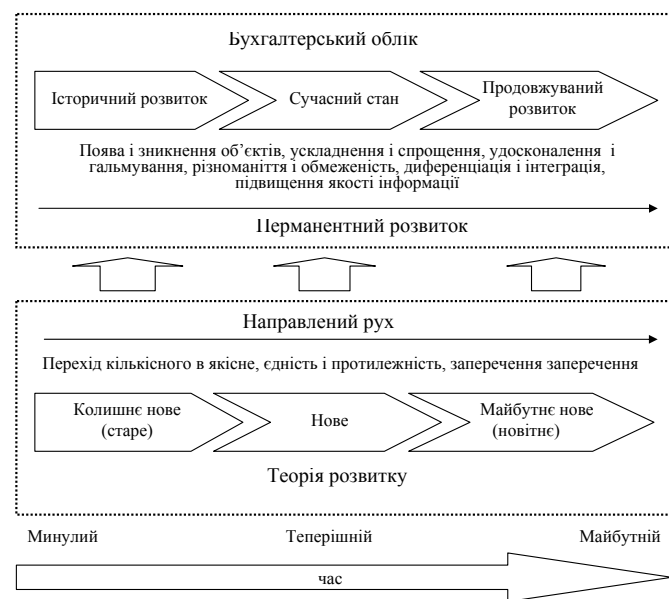 Бухгалтерський облік
Історичний розвиток
Сучасний стан
Продовжуваний
розвиток
Поява і зникнення об’єктів, ускладнення і спрощення, удосконалення і
гальмування, різноманіття і обмеженість, диференціація і інтеграція,
підвищення якості інформації
Перманентний розвиток
Направлений рух
Перехід кількісного в якісне, єдність і протилежність, заперечення заперечення
Колишнє нове
(старе)
Нове
Майбутнє нове
(новітнє)
Теорія розвитку
Минулий
Теперішній
Майбутній
час